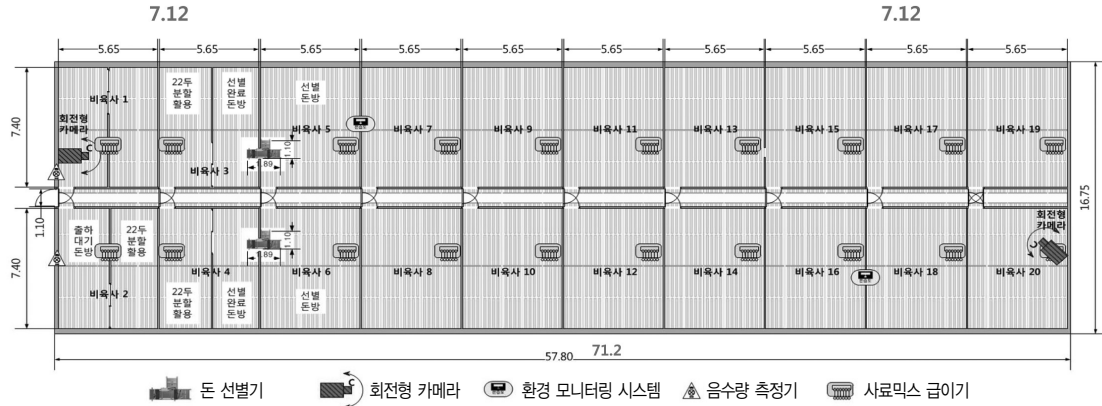 7.12 7.12
5.65 5.65 5.65 5.65 5.65 5.65 5.65 5.65 5.65 5.65
22두 분할 활용
선별 완료 돈방
선별 돈방
비육사 1
비육사 3
비육사 5
비육사 7
비육사 9
비육사 11
비육사 13
비육사 15
비육사 17
비육사 19
회전형 카메라
7.40
1.10
1.89
1.10
16.75
출하 대기 돈방
22두 분할 활용
1.10
1.89
회전형 카메라
7.40
비육사 2
비육사 4
비육사 6
비육사 8
비육사 10
비육사 12
비육사 14
비육사 16
비육사 18
비육사 20
22두 분할 활용
선별 완료 돈방
선별 돈방
57.80 71.2
돈 선별기 회전형 카메라 환경 모니터링 시스템 음수량 측정기 사료믹스 급이기